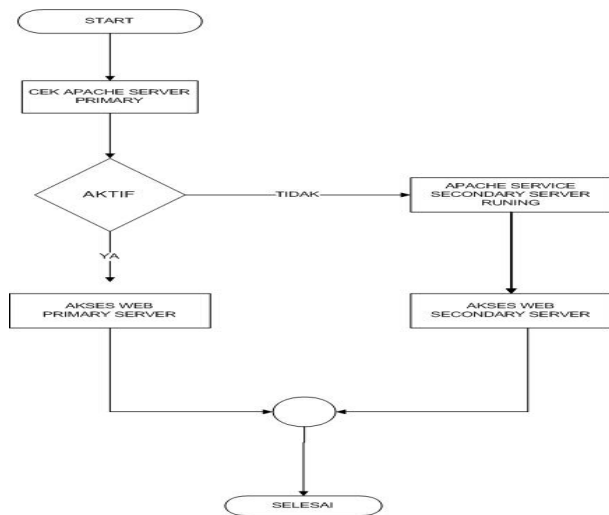 START
CEK APACHE SERVER
PRIMARY
AKTIF
TIDAK
APACHE SERVICE
SECONDARY SERVER
RUNING
YA
AKSES WEB
PRIMARY SERVER
AKSES WEB
SECONDARY SERVER
SELESAI